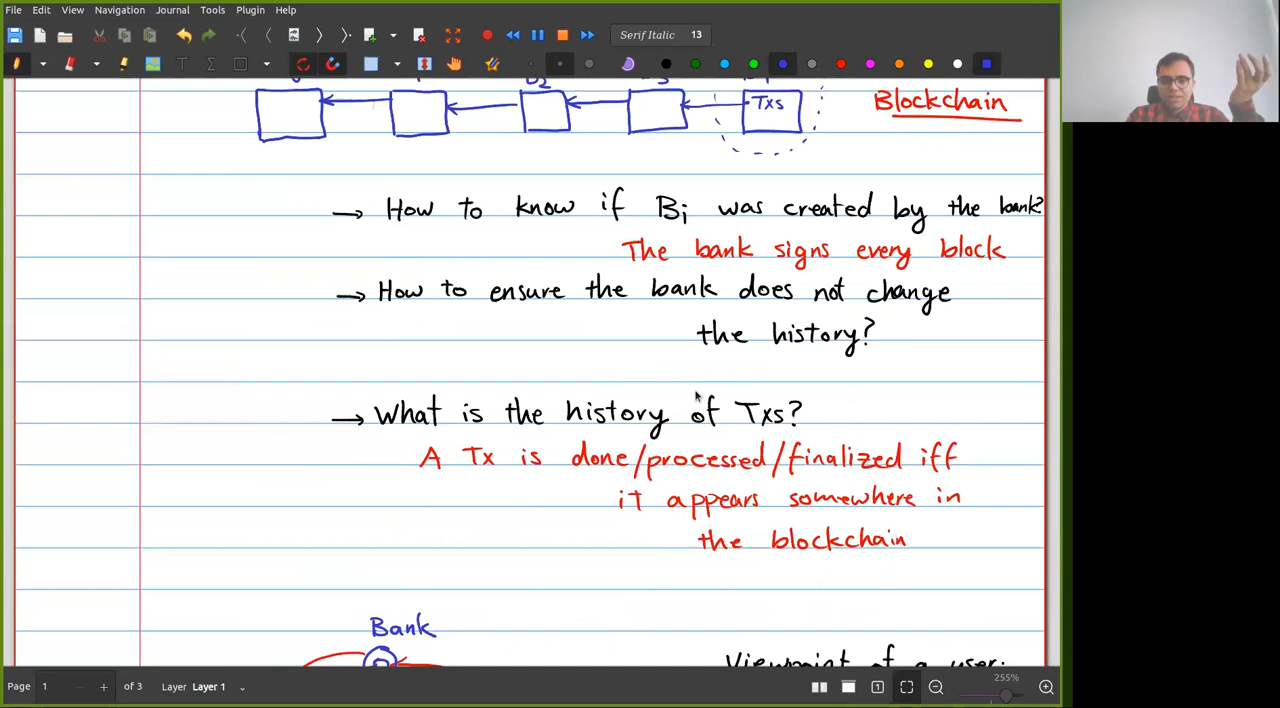 File Edit View Navigation Journal Tools Plugin Help
Serif Italic 13
Txs
Blockchain
→ How to know if Bi was created by the bank?
The bank signs every block
→ How to ensure the bank does not change
the history?
→ What is the history of Txs?
A Tx is done/processed/finalized iff
it appears somewhere in
the blockchain
Bank
Viewpoint of a user:
Page 1 of 3 Layer Layer 1 255%